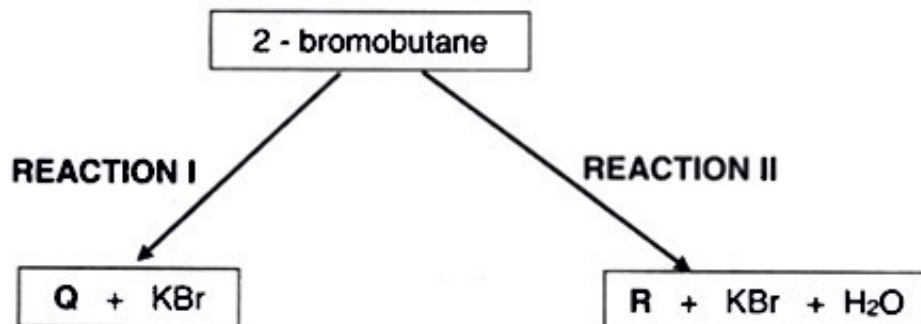 2 - bromobutane
REACTION I
REACTION II
Q + KBr
R + KBr + H₂O